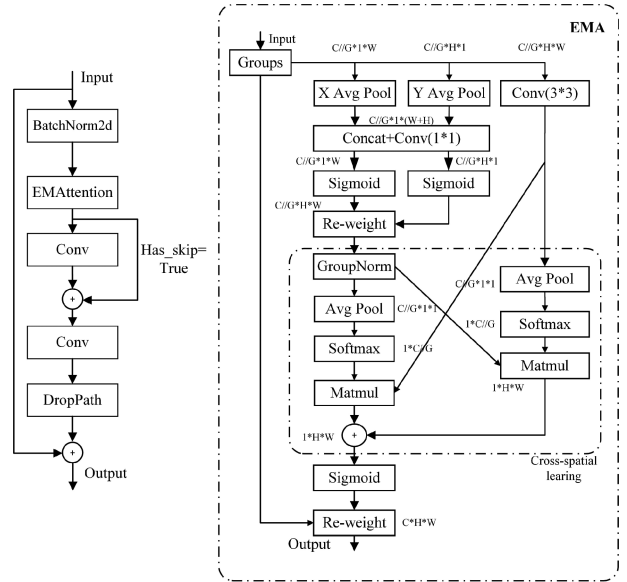 Input
BatchNorm2d
EMAttention
Conv
Has_skip=
True
+
Conv
DropPath
+
Output
EMA
Input
Groups
C//G*1*W
C//G*H*1
C//G*H*W
X Avg Pool
Y Avg Pool
Conv(3*3)
C//G*1*(W+H)
Concat+Conv(1*1)
C//G*1*W
C//G*H*1
Sigmoid
Sigmoid
C//G*H*W
Re-weight
GroupNorm
C//G*1*1
Avg Pool
Avg Pool
C//G*1*1
Softmax
1*C//G
1*C//G
Softmax
Matmul
Matmul
1*H*W
1*H*W
+
Cross-spatial
learing
Sigmoid
Re-weight
C*H*W
Output